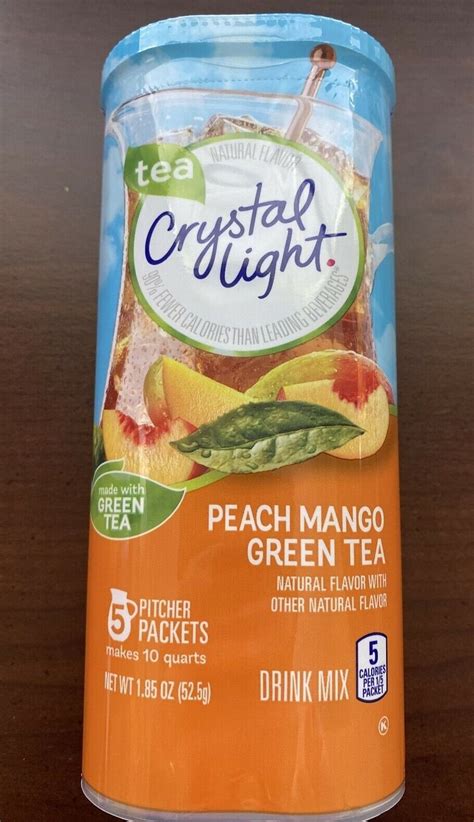 tea
NATURAL FLAVOR
Crystal
Light.
90% FEWER CALORIES THAN LEADING BEVERAGES
made with
GREEN
TEA
PEACH MANGO
GREEN TEA
NATURAL FLAVOR WITH
OTHER NATURAL FLAVOR
5 PITCHER
PACKETS
makes 10 quarts
NET WT 1.85 OZ (52.5g)
DRINK MIX
5
CALORIES
PER 1/5
PACKET
K